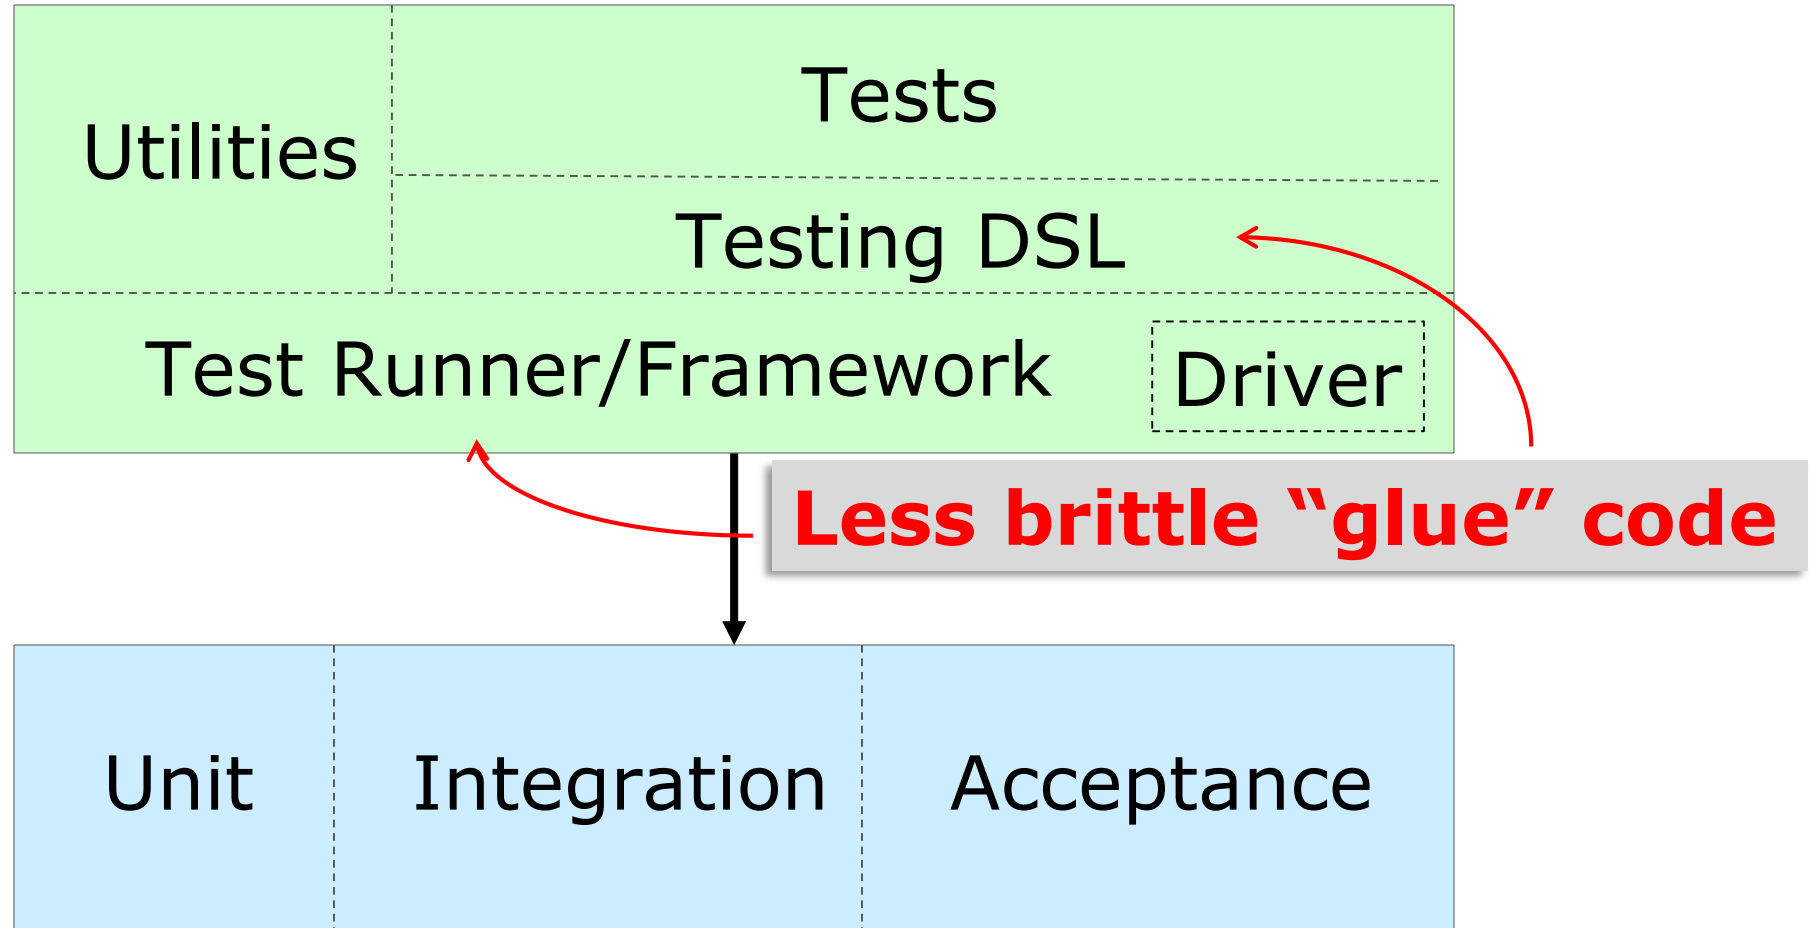 Tests
Utilities
Testing DSL
Test Runner/Framework
Driver
Less brittle “glue” code
Unit
Integration
Acceptance